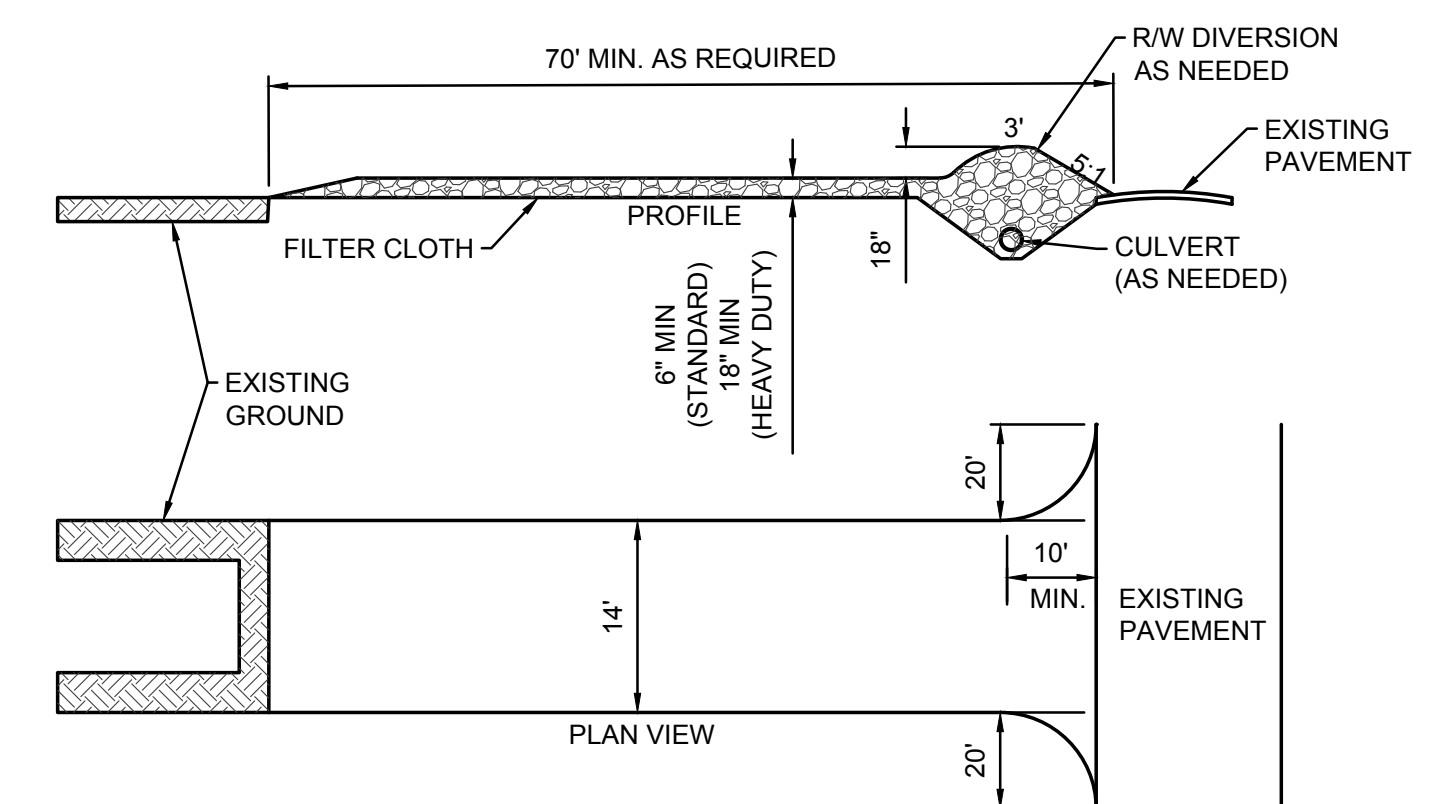 70' MIN. AS REQUIRED
R/W DIVERSION
AS NEEDED
3'
5:1
EXISTING
PAVEMENT
PROFILE
FILTER CLOTH
18"
CULVERT
(AS NEEDED)
6" MIN
(STANDARD)
18" MIN
(HEAVY DUTY)
EXISTING
GROUND
20'
10'
MIN.
14'
EXISTING
PAVEMENT
PLAN VIEW
20'